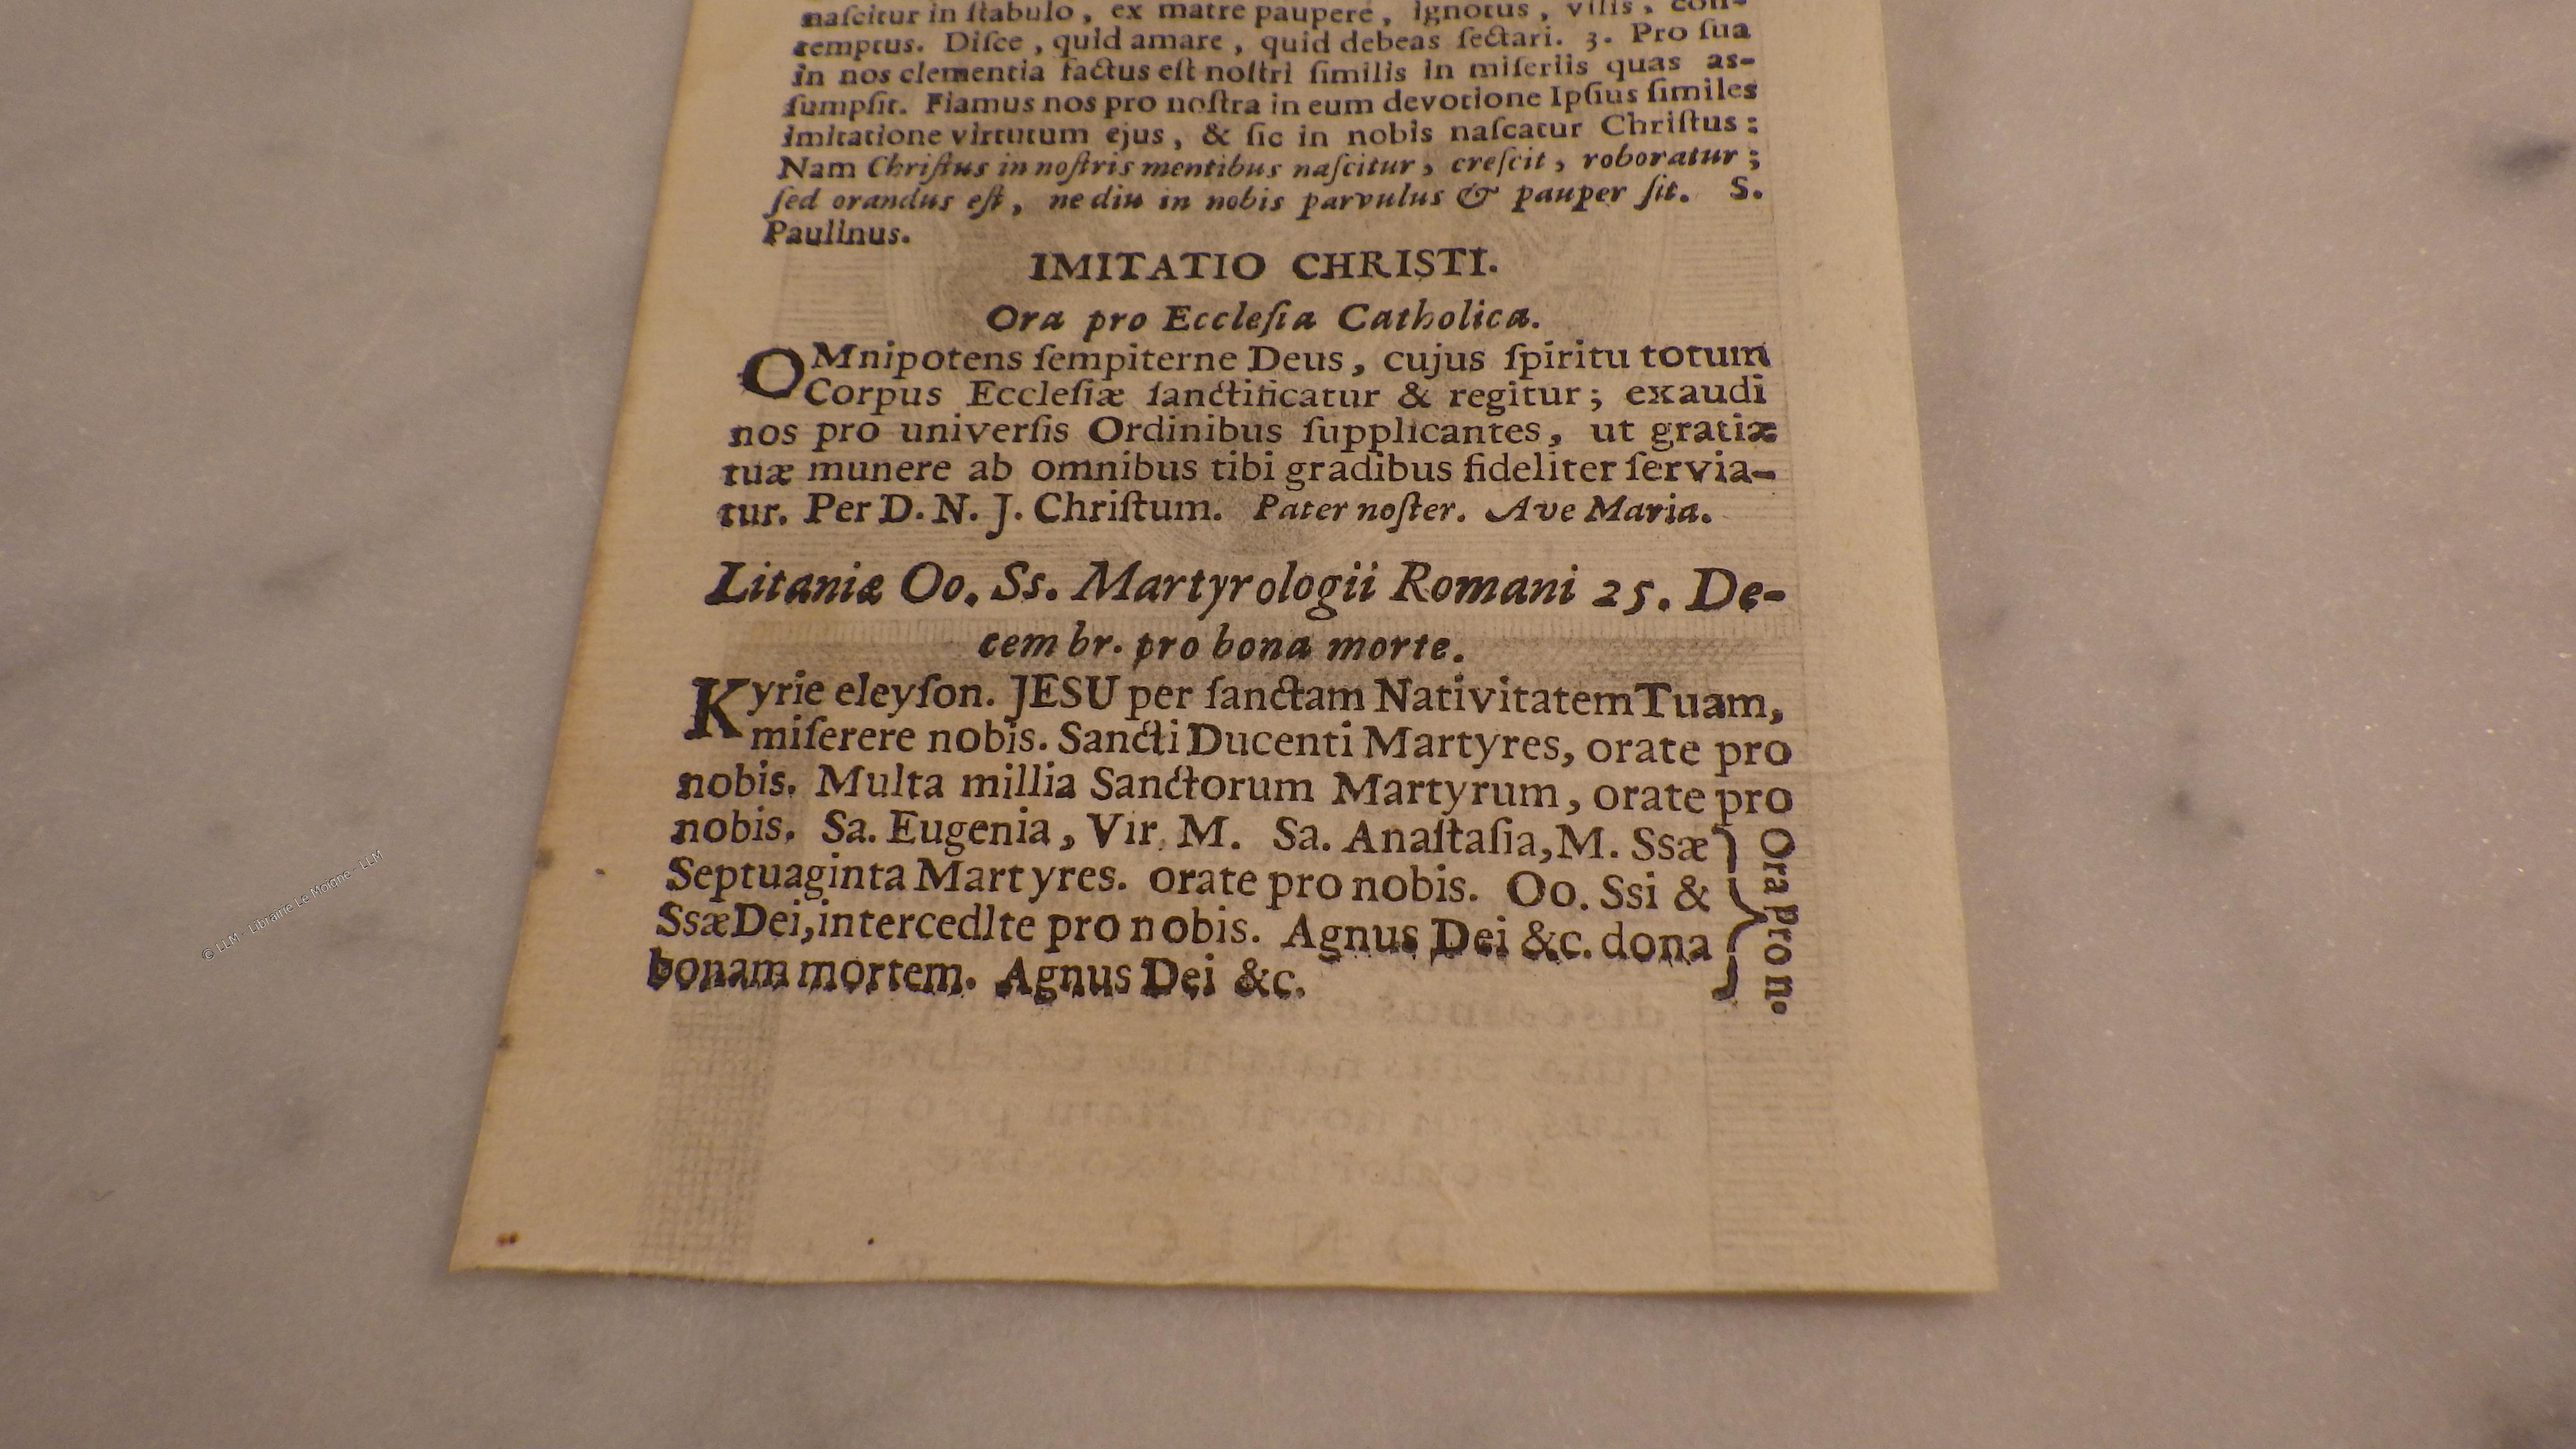 naſcitur in ſtabulo, ex matre paupere, ignotus, vilis, con-
temptus. Diſce, quid amare, quid debeas ſectari. 3. Pro ſua
in nos clementia factus eſt noſtri ſimilis in miſeriis quas as-
ſumpſit. Fiamus nos pro noſtra in eum devotione Ipſius ſimiles
imitatione virtutum ejus, & ſic in nobis naſcatur Chriſtus:
Nam Chriſtus in noſtris mentibus naſcitur, creſcit, roboratur;
ſed orandus eſt, ne diu in nobis parvulus & pauper ſit. S.
Paulinus.
IMITATIO CHRISTI.
Ora pro Eccleſia Catholica.
OMnipotens ſempiterne Deus, cujus ſpiritu totum
Corpus Eccleſiæ ſanctificatur & regitur; exaudi
nos pro univerſis Ordinibus ſupplicantes, ut gratiæ
tuæ munere ab omnibus tibi gradibus fideliter ſervia-
tur. Per D. N. J. Chriſtum. Pater noſter. Ave Maria.
Litaniæ Oo. Ss. Martyrologii Romani 25. De-
cembr. pro bona morte.
Kyrie eleyſon. JESU per ſanctam Nativitatem Tuam,
miſerere nobis. Sancti Ducenti Martyres, orate pro
nobis. Multa millia Sanctorum Martyrum, orate pro
nobis. Sa. Eugenia, Vir. M. Sa. Anaſtaſia, M. Ssæ
Septuaginta Martyres. orate pro nobis. Oo. Ssi &
Ssæ Dei, intercedite pro nobis. Agnus Dei &c. dona
bonam mortem. Agnus Dei &c.
Ora pro n.
© LLM - Librairie Le Moigne - LLM